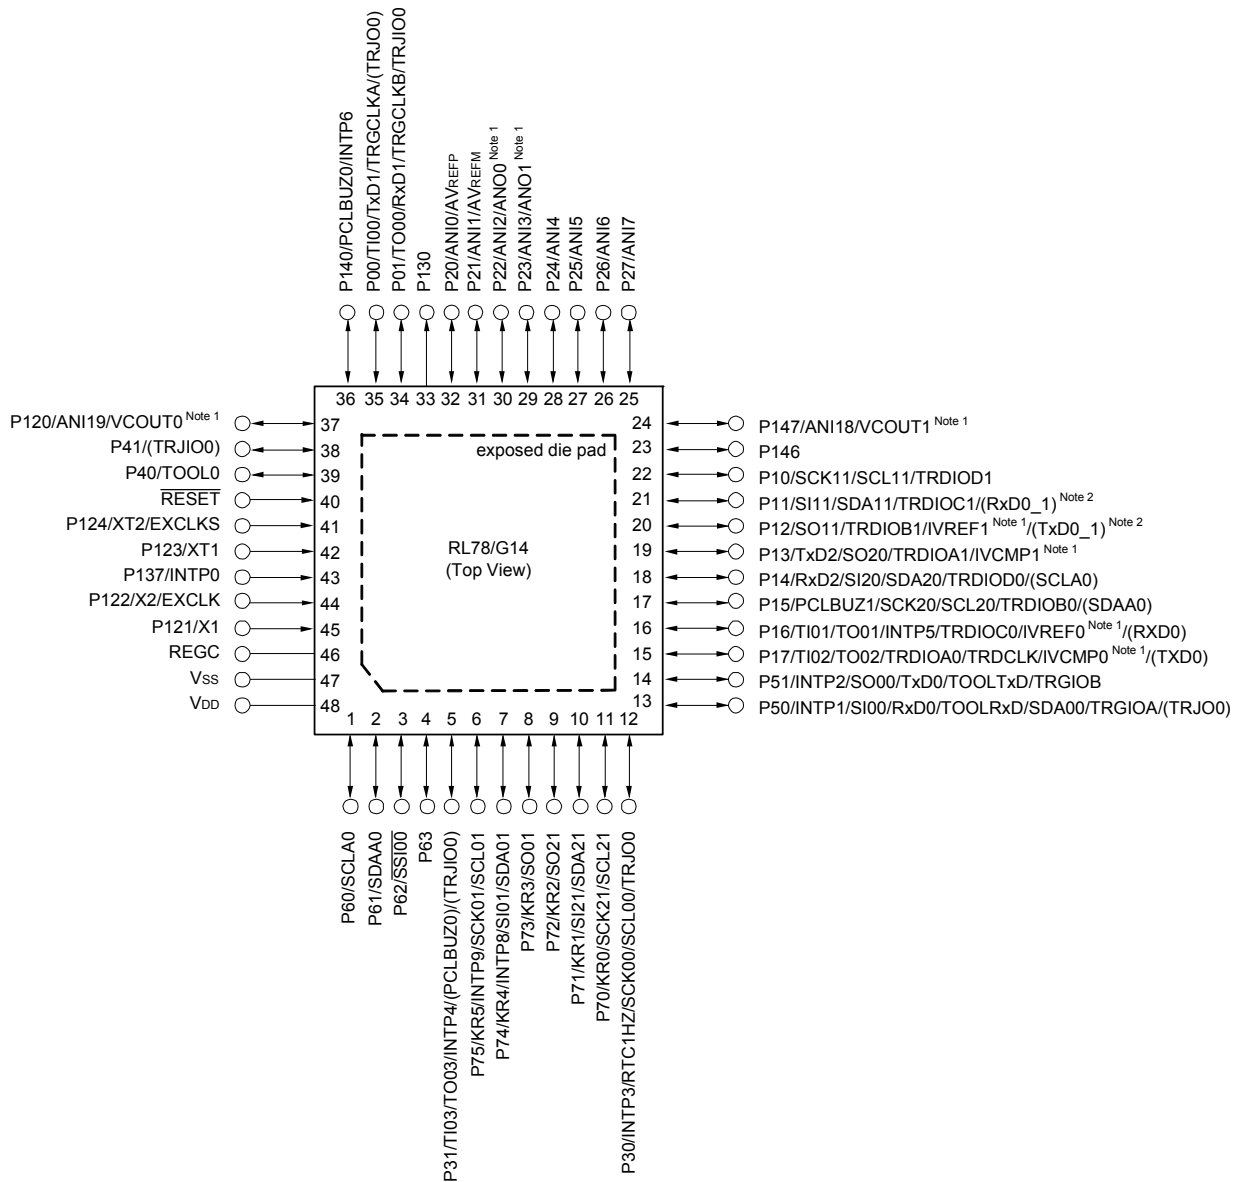 P140/PCLBUZ0/INTP6
P00/TI00/TxD1/TRGCLKA/(TRJO0)
P01/TO00/RxD1/TRGCLKB/TRJIO0
P130
P20/ANI0/AVREFP
P21/ANI1/AVREFM
P22/ANI2/ANO0 Note 1
P23/ANI3/ANO1 Note 1
P24/ANI4
P25/ANI5
P26/ANI6
P27/ANI7
36 35 34 33 32 31 30 29 28 27 26 25
P120/ANI19/VCOUT0 Note 1 37
P41/(TRJIO0) 38
P40/TOOL0 39
RESET 40
P124/XT2/EXCLKS 41
P123/XT1 42
P137/INTP0 43
P122/X2/EXCLK 44
P121/X1 45
REGC 46
VSS 47
VDD 48
exposed die pad
RL78/G14
(Top View)
24 P147/ANI18/VCOUT1 Note 1
23 P146
22 P10/SCK11/SCL11/TRDIOD1
21 P11/SI11/SDA11/TRDIOC1/(RxD0_1) Note 2
20 P12/SO11/TRDIOB1/IVREF1 Note 1/(TxD0_1) Note 2
19 P13/TxD2/SO20/TRDIOA1/IVCMP1 Note 1
18 P14/RxD2/SI20/SDA20/TRDIOD0/(SCLA0)
17 P15/PCLBUZ1/SCK20/SCL20/TRDIOB0/(SDAA0)
16 P16/TI01/TO01/INTP5/TRDIOC0/IVREF0 Note 1/(RXD0)
15 P17/TI02/TO02/TRDIOA0/TRDCLK/IVCMP0 Note 1/(TXD0)
14 P51/INTP2/SO00/TxD0/TOOLTxD/TRGIOB
13 P50/INTP1/SI00/RxD0/TOOLRxD/SDA00/TRGIOA/(TRJO0)
1 2 3 4 5 6 7 8 9 10 11 12
P60/SCLA0
P61/SDAA0
P62/SSI00
P63
P31/TI03/TO03/INTP4/(PCLBUZ0)/(TRJIO0)
P75/KR5/INTP9/SCK01/SCL01
P74/KR4/INTP8/SI01/SDA01
P73/KR3/SO01
P72/KR2/SO21
P71/KR1/SI21/SDA21
P70/KR0/SCK21/SCL21
P30/INTP3/RTC1HZ/SCK00/SCL00/TRJO0